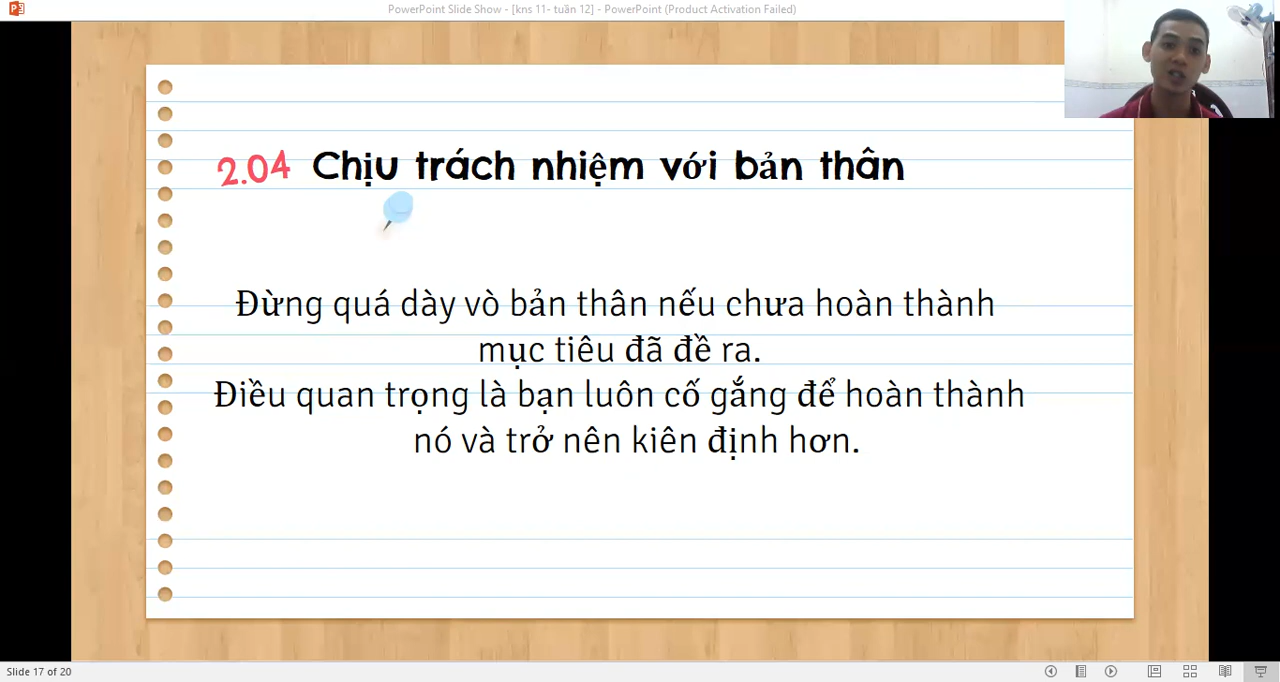 PowerPoint Slide Show - [kns 11- tuần 12] - PowerPoint (Product Activation Failed)
2.04 Chịu trách nhiệm với bản thân
Đừng quá dày vò bản thân nếu chưa hoàn thành
mục tiêu đã đề ra.
Điều quan trọng là bạn luôn cố gắng để hoàn thành
nó và trở nên kiên định hơn.
Slide 17 of 20